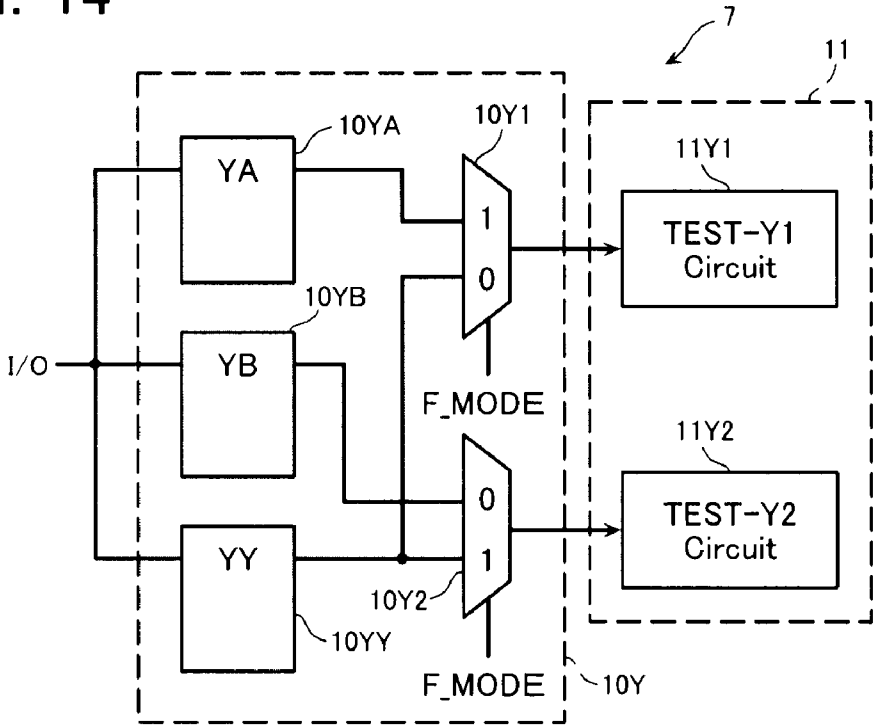 14
7
11
10YA
YA
10Y1
1
0
11Y1
TEST-Y1
Circuit
10YB
YB
I/O
F_MODE
0
1
11Y2
TEST-Y2
Circuit
YY
10YY
10Y2
F_MODE
10Y